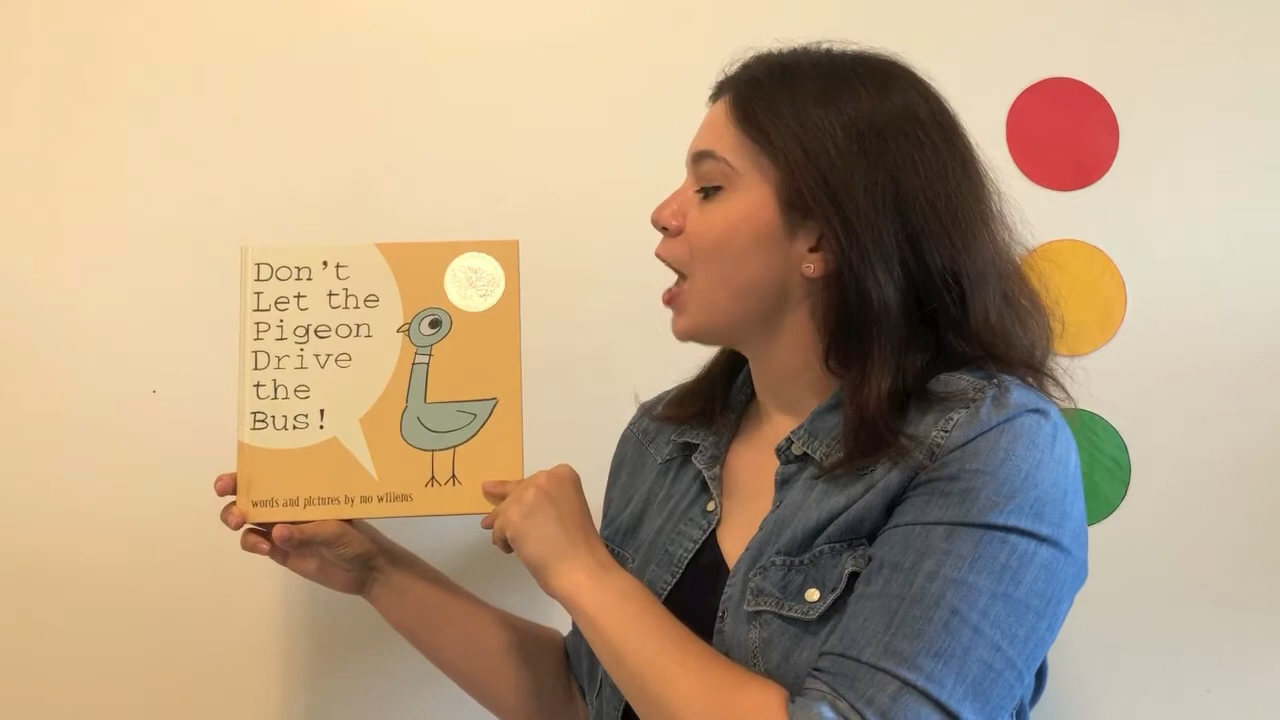 Don't
Let the
Pigeon
Drive
the
Bus!
words and pictures by mo willems